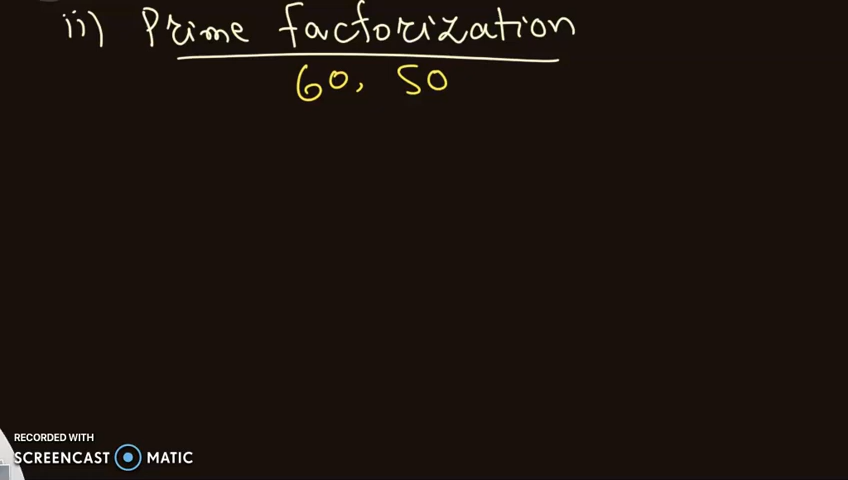 ii) Prime factorization
60, 50
RECORDED WITH
SCREENCAST MATIC